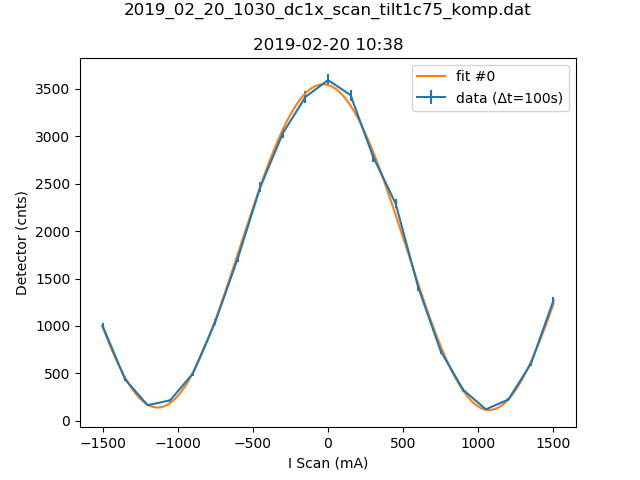 2019_02_20_1030_dc1x_scan_tilt1c75_komp.dat
2019-02-20 10:38
fit #0
data (Δt=100s)
3500
3000
2500
2000
1500
1000
500
0
Detector (cnts)
−1500 −1000 −500 0 500 1000 1500
I Scan (mA)